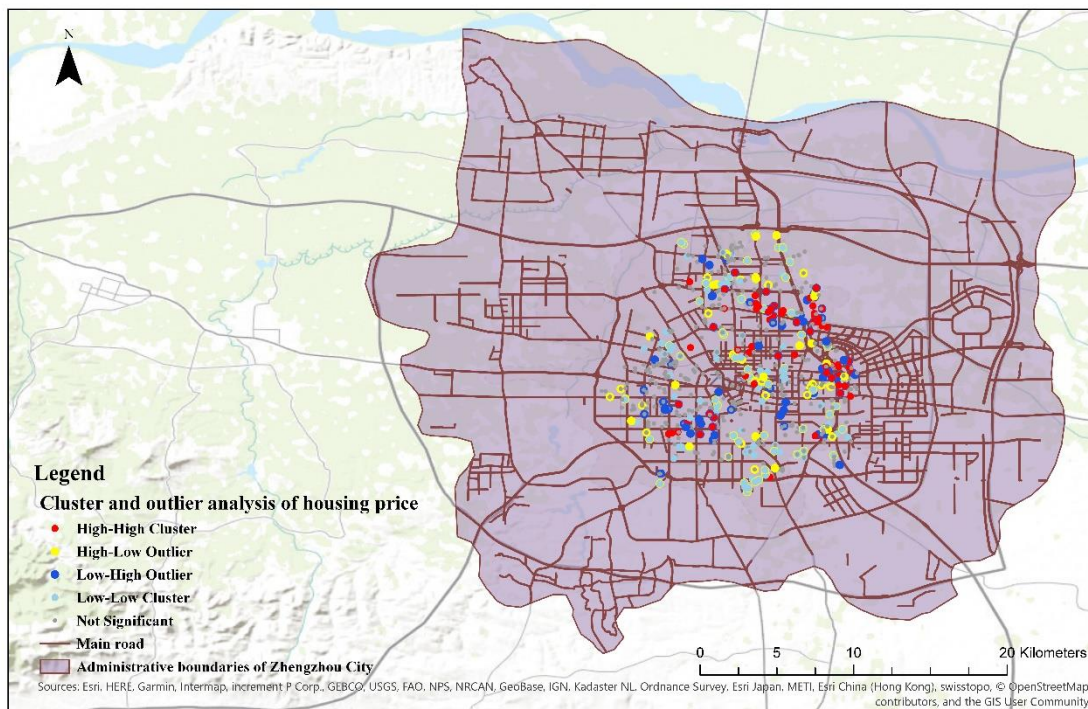 N
Legend
Cluster and outlier analysis of housing price
High-High Cluster
High-Low Outlier
Low-High Outlier
Low-Low Cluster
Not Significant
Main road
Administrative boundaries of Zhengzhou City
0 5 10 20 Kilometers
Sources: Esri, HERE, Garmin, Intermap, increment P Corp., GEBCO, USGS, FAO, NPS, NRCAN, GeoBase, IGN, Kadaster NL, Ordnance Survey, Esri Japan, METI, Esri China (Hong Kong), swisstopo, © OpenStreetMap
contributors, and the GIS User Community